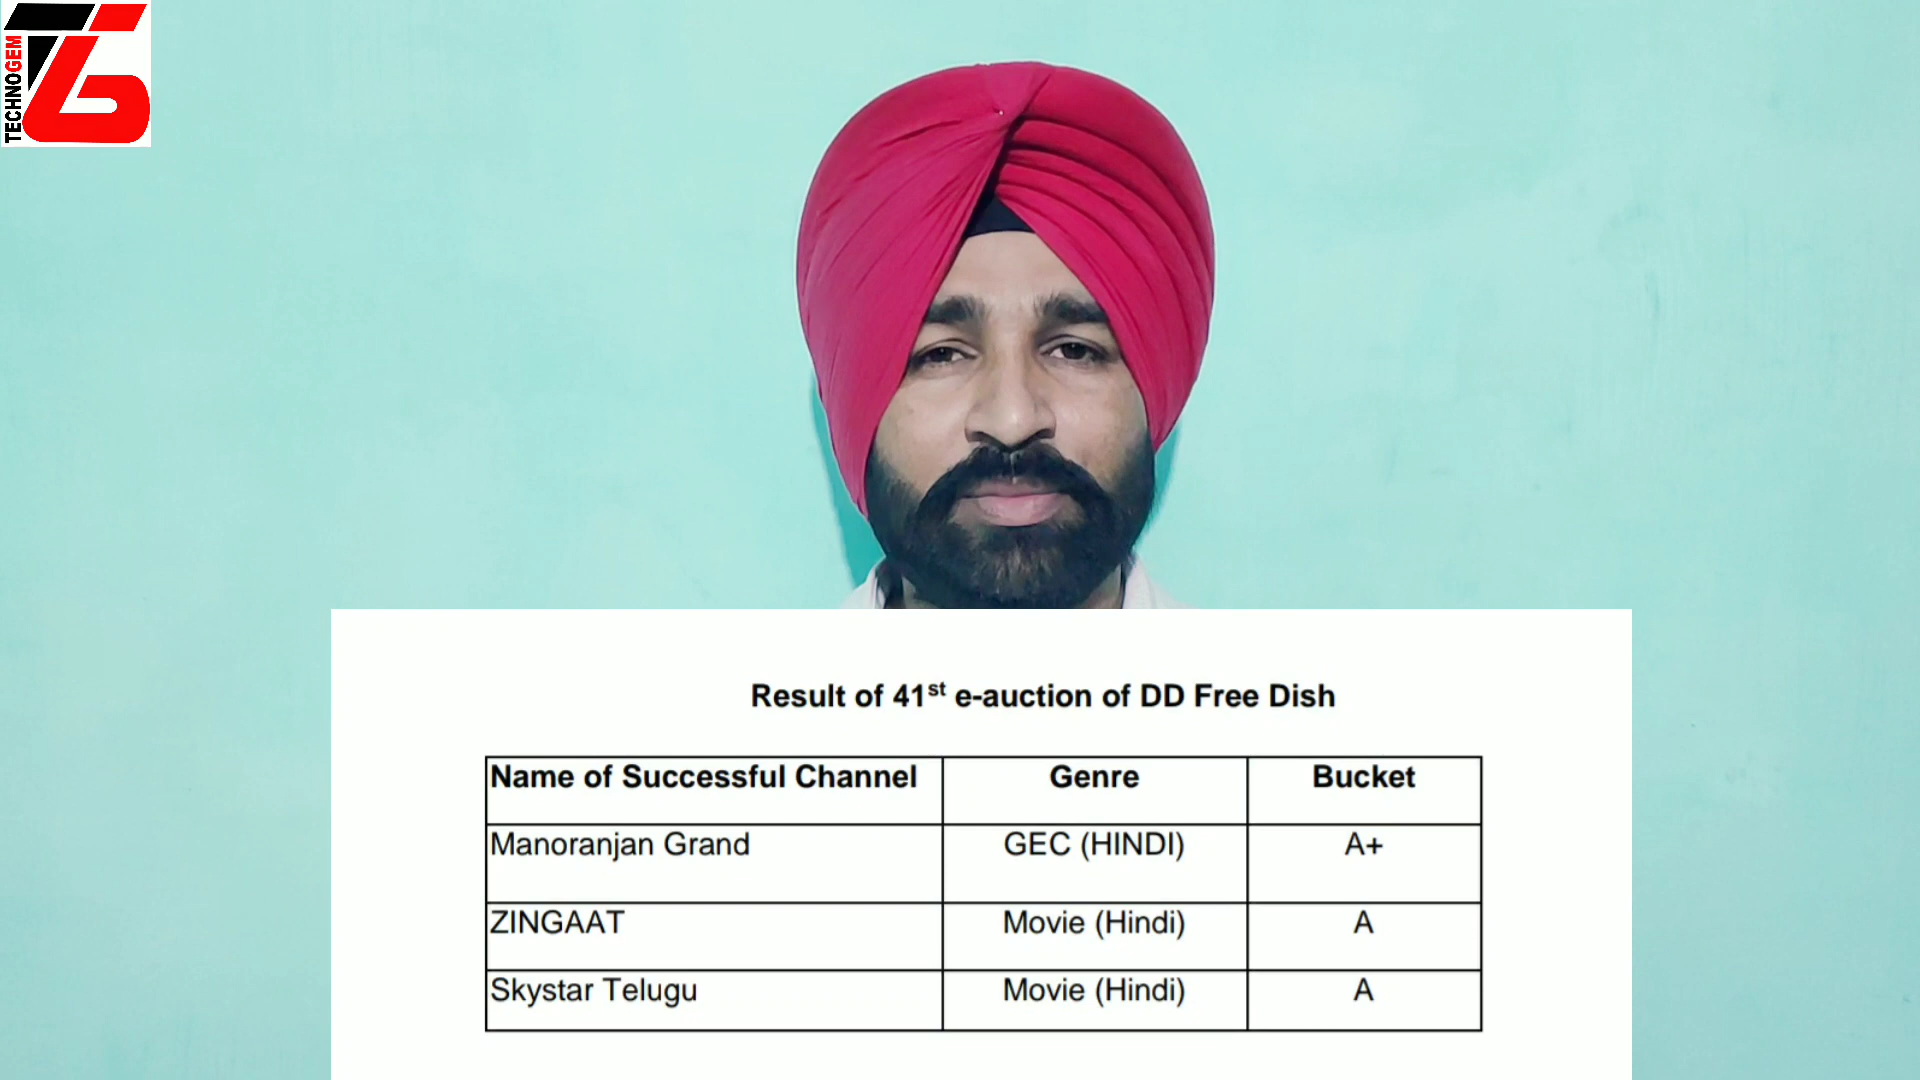 TECHNOGEM
Result of 41st e-auction of DD Free Dish
Name of Successful Channel Genre Bucket
Manoranjan Grand GEC (HINDI) A+
ZINGAAT Movie (Hindi) A
Skystar Telugu Movie (Hindi) A